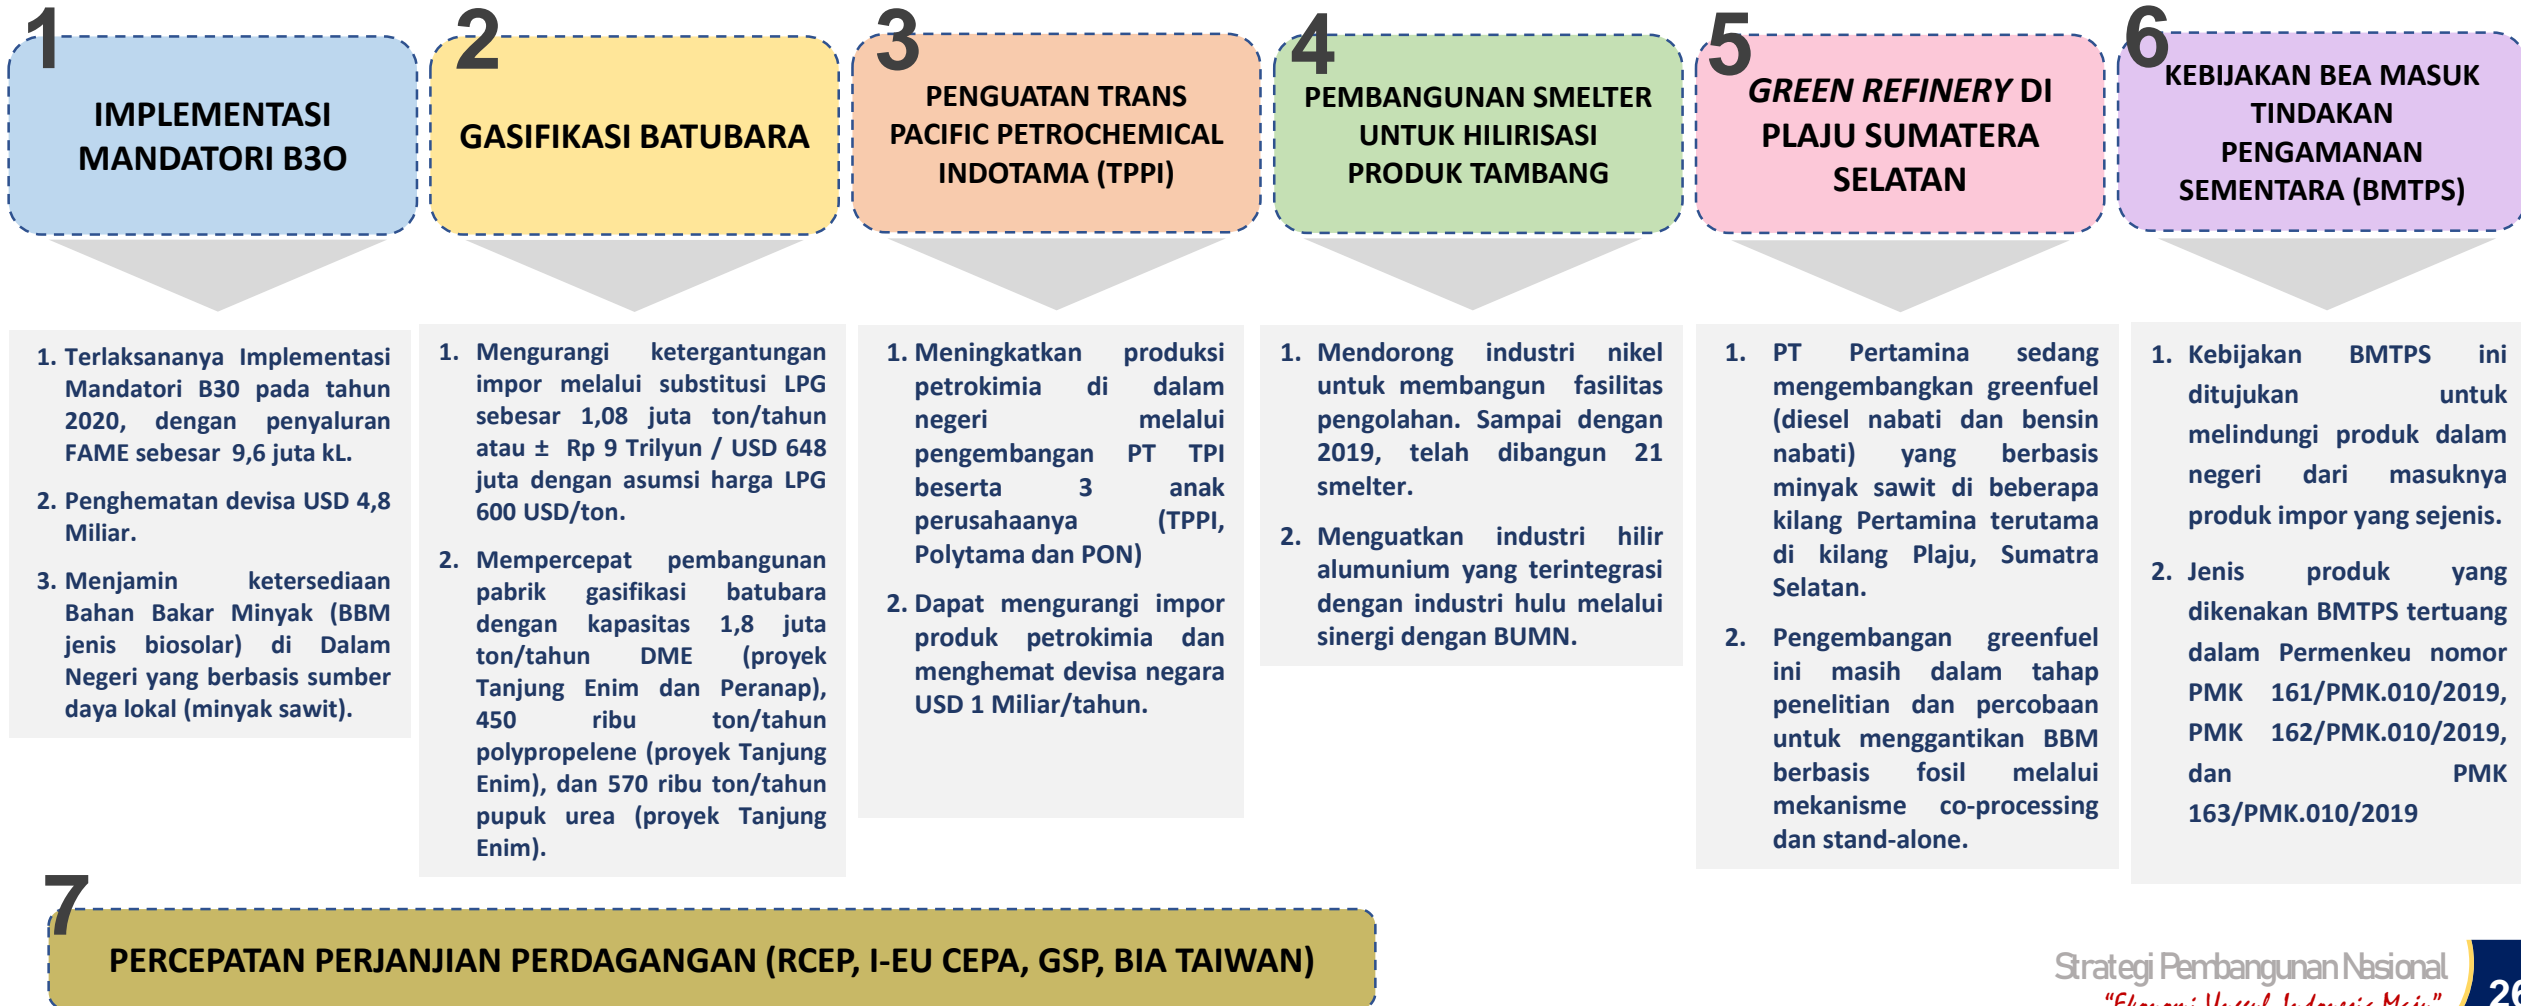 1
IMPLEMENTASI
MANDATORI B3O
1. Terlaksananya Implementasi
Mandatori B30 pada tahun
2020, dengan penyaluran
FAME sebesar 9,6 juta kL.
2. Penghematan devisa USD 4,8
Miliar.
3. Menjamin ketersediaan
Bahan Bakar Minyak (BBM
jenis biosolar) di Dalam
Negeri yang berbasis sumber
daya lokal (minyak sawit).
2
GASIFIKASI BATUBARA
1. Mengurangi ketergantungan
impor melalui substitusi LPG
sebesar 1,08 juta ton/tahun
atau ± Rp 9 Trilyun / USD 648
juta dengan asumsi harga LPG
600 USD/ton.
2. Mempercepat pembangunan
pabrik gasifikasi batubara
dengan kapasitas 1,8 juta
ton/tahun DME (proyek
Tanjung Enim dan Peranap),
450 ribu ton/tahun
polypropelene (proyek Tanjung
Enim), dan 570 ribu ton/tahun
pupuk urea (proyek Tanjung
Enim).
3
PENGUATAN TRANS
PACIFIC PETROCHEMICAL
INDOTAMA (TPPI)
1. Meningkatkan produksi
petrokimia di dalam
negeri melalui
pengembangan PT TPI
beserta 3 anak
perusahaanya (TPPI,
Polytama dan PON)
2. Dapat mengurangi impor
produk petrokimia dan
menghemat devisa negara
USD 1 Miliar/tahun.
4
PEMBANGUNAN SMELTER
UNTUK HILIRISASI
PRODUK TAMBANG
1. Mendorong industri nikel
untuk membangun fasilitas
pengolahan. Sampai dengan
2019, telah dibangun 21
smelter.
2. Menguatkan industri hilir
alumunium yang terintegrasi
dengan industri hulu melalui
sinergi dengan BUMN.
5
GREEN REFINERY DI
PLAJU SUMATERA
SELATAN
1. PT Pertamina sedang
mengembangkan greenfuel
(diesel nabati dan bensin
nabati) yang berbasis
minyak sawit di beberapa
kilang Pertamina terutama
di kilang Plaju, Sumatra
Selatan.
2. Pengembangan greenfuel
ini masih dalam tahap
penelitian dan percobaan
untuk menggantikan BBM
berbasis fosil melalui
mekanisme co-processing
dan stand-alone.
6
KEBIJAKAN BEA MASUK
TINDAKAN
PENGAMANAN
SEMENTARA (BMTPS)
1. Kebijakan BMTPS ini
ditujukan untuk
melindungi produk dalam
negeri dari masuknya
produk impor yang sejenis.
2. Jenis produk yang
dikenakan BMTPS tertuang
dalam Permenkeu nomor
PMK 161/PMK.010/2019,
PMK 162/PMK.010/2019,
dan PMK
163/PMK.010/2019
7
PERCEPATAN PERJANJIAN PERDAGANGAN (RCEP, I-EU CEPA, GSP, BIA TAIWAN)
Strategi Pembangunan Nasional
"Ekonomi Unggul, Indonesia Maju"
26